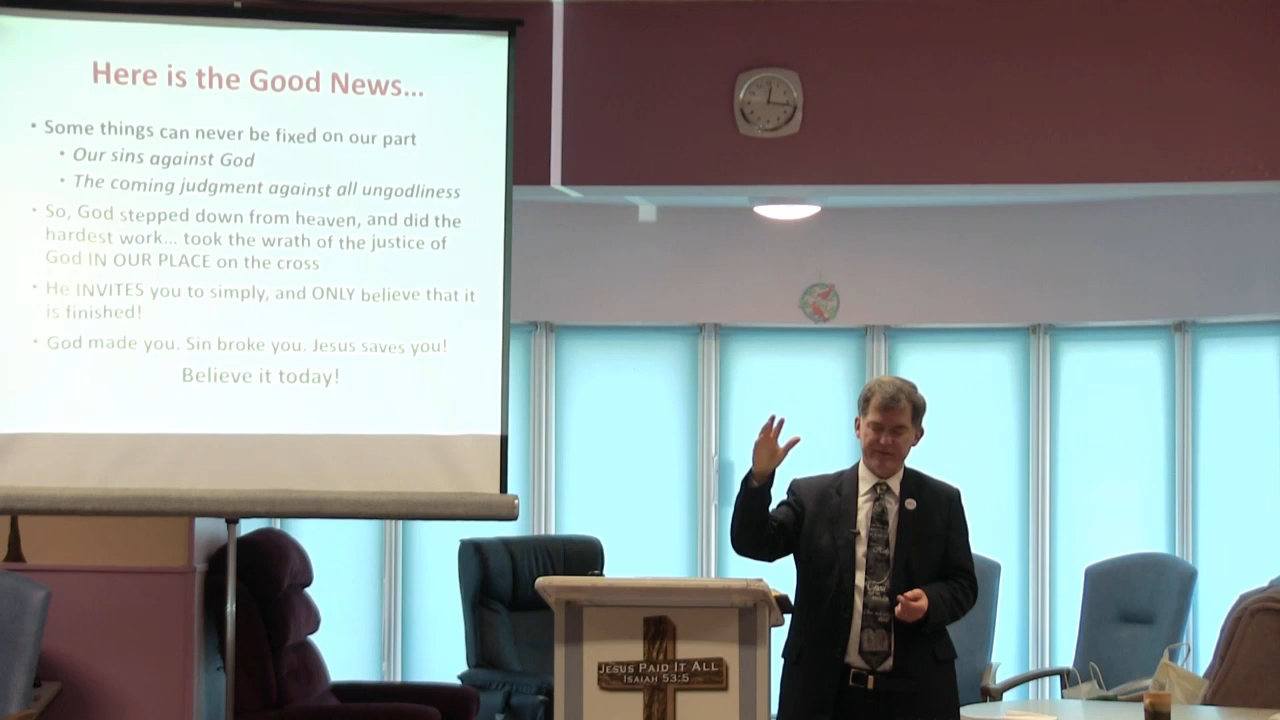 Here is the Good News...
• Some things can never be fixed on our part
• Our sins against God
• The coming judgment against all ungodliness
• So, God stepped down from heaven, and did the
hardest work... took the wrath of the justice of
God IN OUR PLACE on the cross
• He INVITES you to simply, and ONLY believe that it
is finished!
• God made you. Sin broke you. Jesus saves you!
Believe it today!
JESUS PAID IT ALL
ISAIAH 53:5